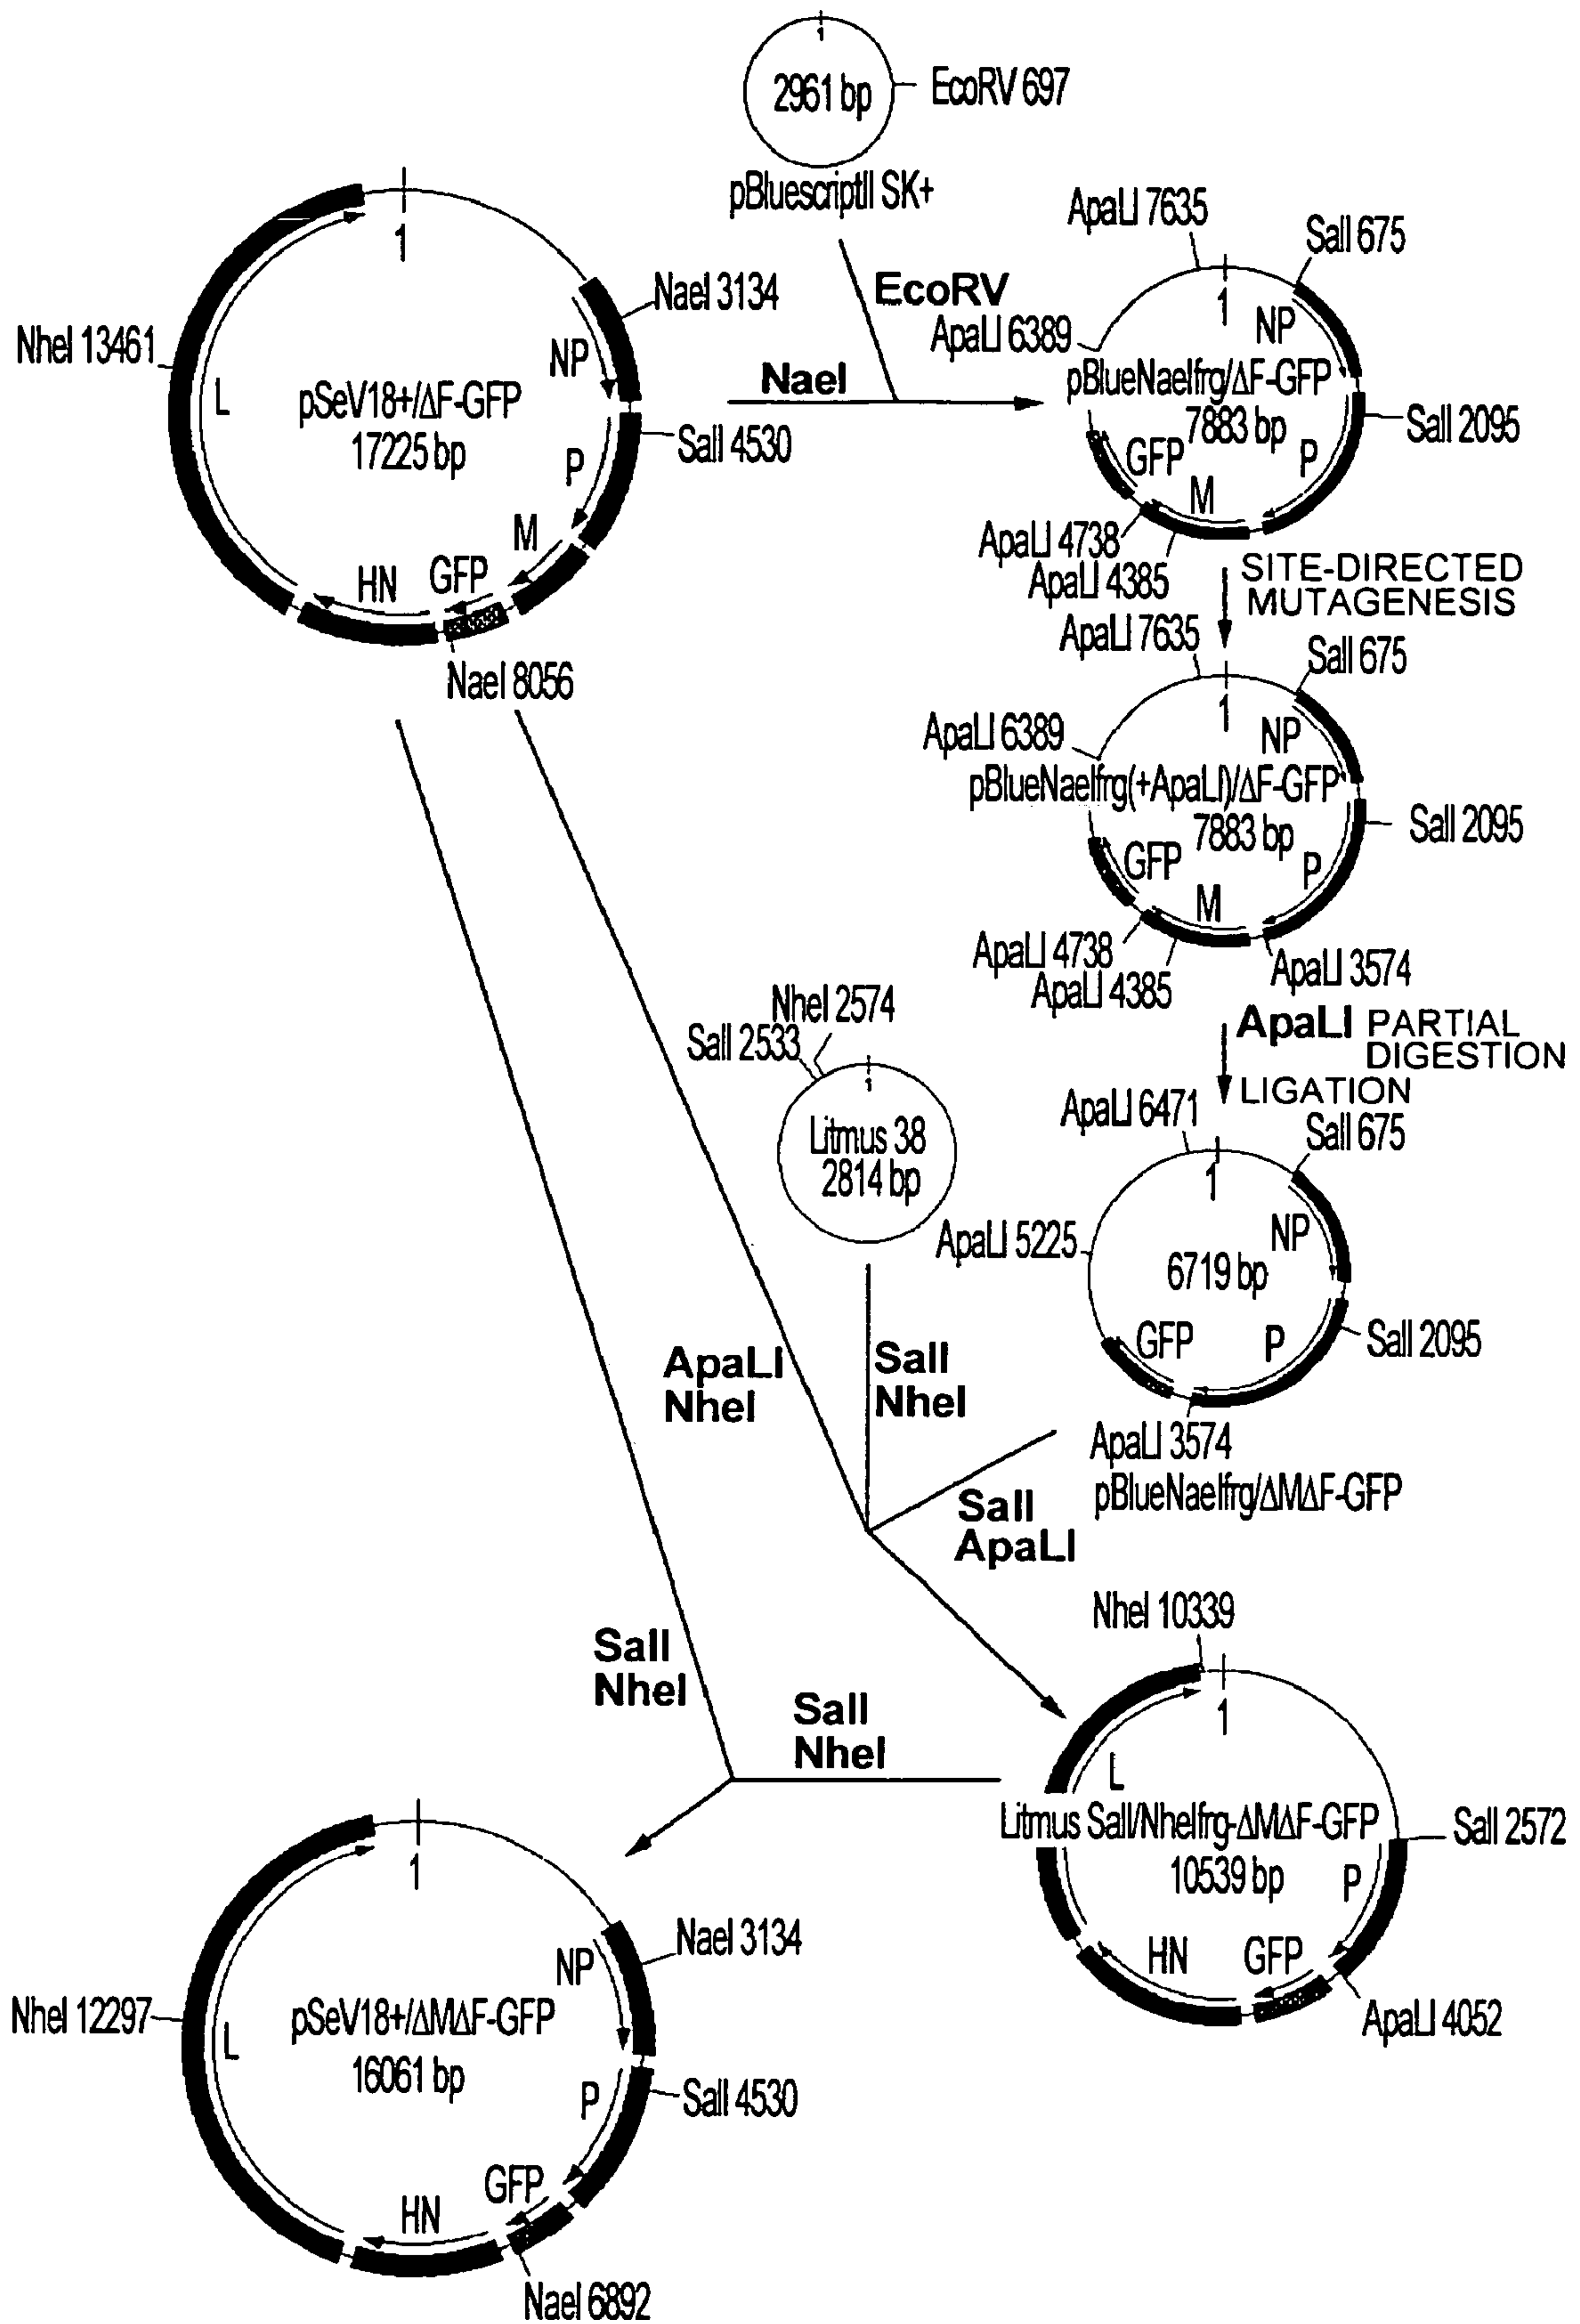 1
2961 bp
EcoRV 697
pBluescriptII SK+
1
NaeI 3134
NheI 13461
NP
L
pSeV18+/ΔF-GFP
17225 bp
SalI 4530
P
M
GFP
HN
NaeI 8056
EcoRV
NaeI
ApaLI 7635
SalI 675
1
NP
ApaLI 6389
pBlueNaeIfrg/ΔF-GFP
7883 bp
SalI 2095
GFP
P
M
ApaLI 4738
ApaLI 4385
SITE-DIRECTED
MUTAGENESIS
ApaLI 7635
SalI 675
1
NP
ApaLI 6389
pBlueNaeIfrg(+ApaLI)/ΔF-GFP
7883 bp
SalI 2095
GFP
P
M
ApaLI 4738
ApaLI 4385
ApaLI 3574
ApaLI PARTIAL
DIGESTION
LIGATION
NheI 2574
SalI 2533
1
Litmus 38
2814 bp
ApaLI 6471
SalI 675
1
NP
ApaLI 5225
6719 bp
GFP
P
SalI 2095
ApaLI 3574
pBlueNaeIfrg/ΔMΔF-GFP
ApaLI
NheI
SalI
NheI
SalI
ApaLI
NheI 10339
1
L
Litmus SalI/NheIfrg-ΔMΔF-GFP
10539 bp
SalI 2572
P
HN
GFP
ApaLI 4052
SalI
NheI
SalI
NheI
1
NaeI 3134
NP
NheI 12297
L
pSeV18+/ΔMΔF-GFP
16061 bp
SalI 4530
P
GFP
HN
NaeI 6892